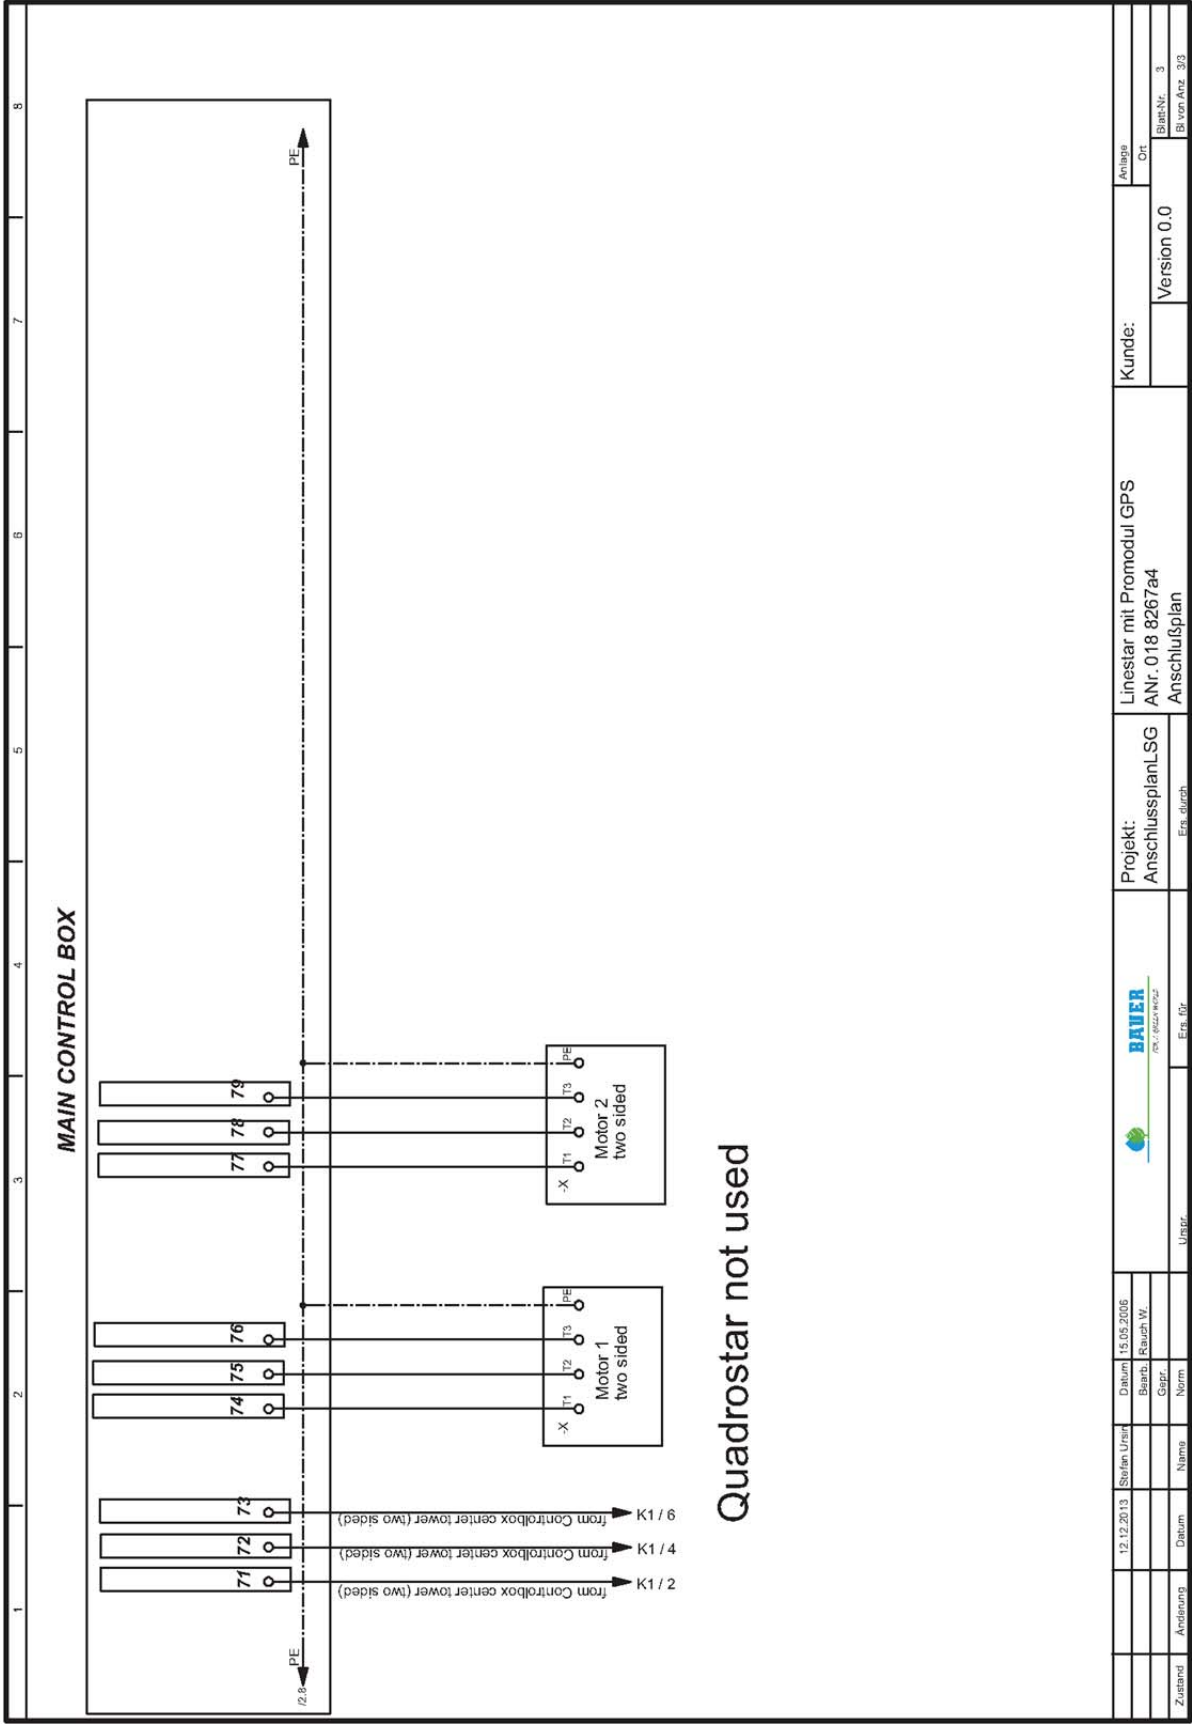 1 2 3 4 5 6 7 8
MAIN CONTROL BOX
71 72 73 74 75 76 77 78 79
PE PE
/2.8
from Controlbox center tower (two sided)
from Controlbox center tower (two sided)
from Controlbox center tower (two sided)
K1 / 2
K1 / 4
K1 / 6
-X T1 T2 T3 PE
Motor 1
two sided
-X T1 T2 T3 PE
Motor 2
two sided
Quadrostar not used
12.12.2013 Stefan Ursin
Zustand Änderung Datum Name
Datum 15.05.2006
Bearb. Rauch W.
Gepr.
Norm
Urspr. Ers. für Ers. durch
BAUER
FOR A GREEN WORLD
Projekt:
AnschlussplanLSG
Linestar mit Promodul GPS
ANr. 018 8267a4
Anschlußplan
Kunde:
Version 0.0
Anlage
Ort
Blatt-Nr. 3
Bl von Anz 3/3